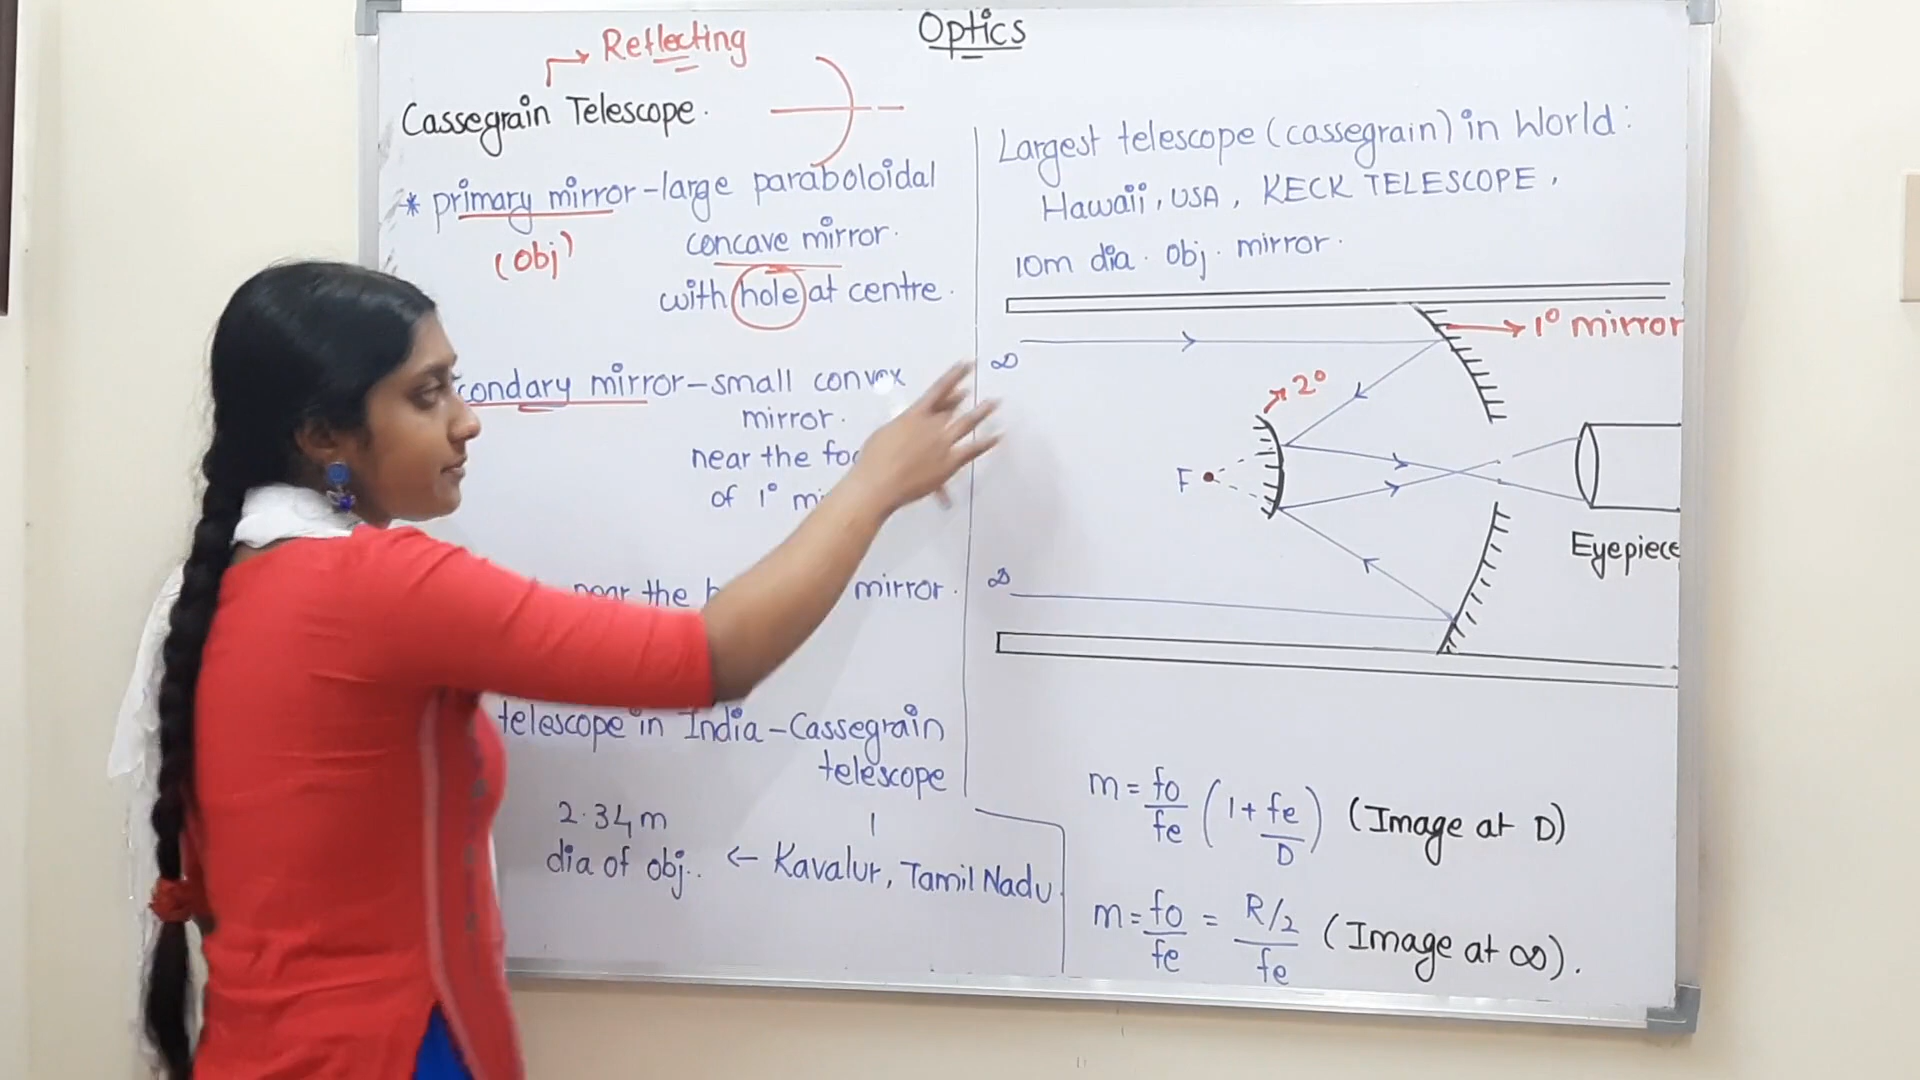 Optics
Reflecting
Cassegrain Telescope.
* primary mirror - large paraboloidal
(obj)
concave mirror.
with hole at centre.
mirror - small convex
mirror.
near the
of 1°
near the
mirror.
telescope in India - Cassegrain
telescope
2.34m
dia of obj.. ← Kavalur, Tamil Nadu
Largest telescope (cassegrain) in World:
Hawaii, USA, KECK TELESCOPE.
10m dia. obj. mirror.
→ 1° mirror
∞
2°
F
Eyepiece
∞
m = fo/fe (1 + fe/D) (Image at D)
m = fo/fe = R/2/fe (Image at ∞).